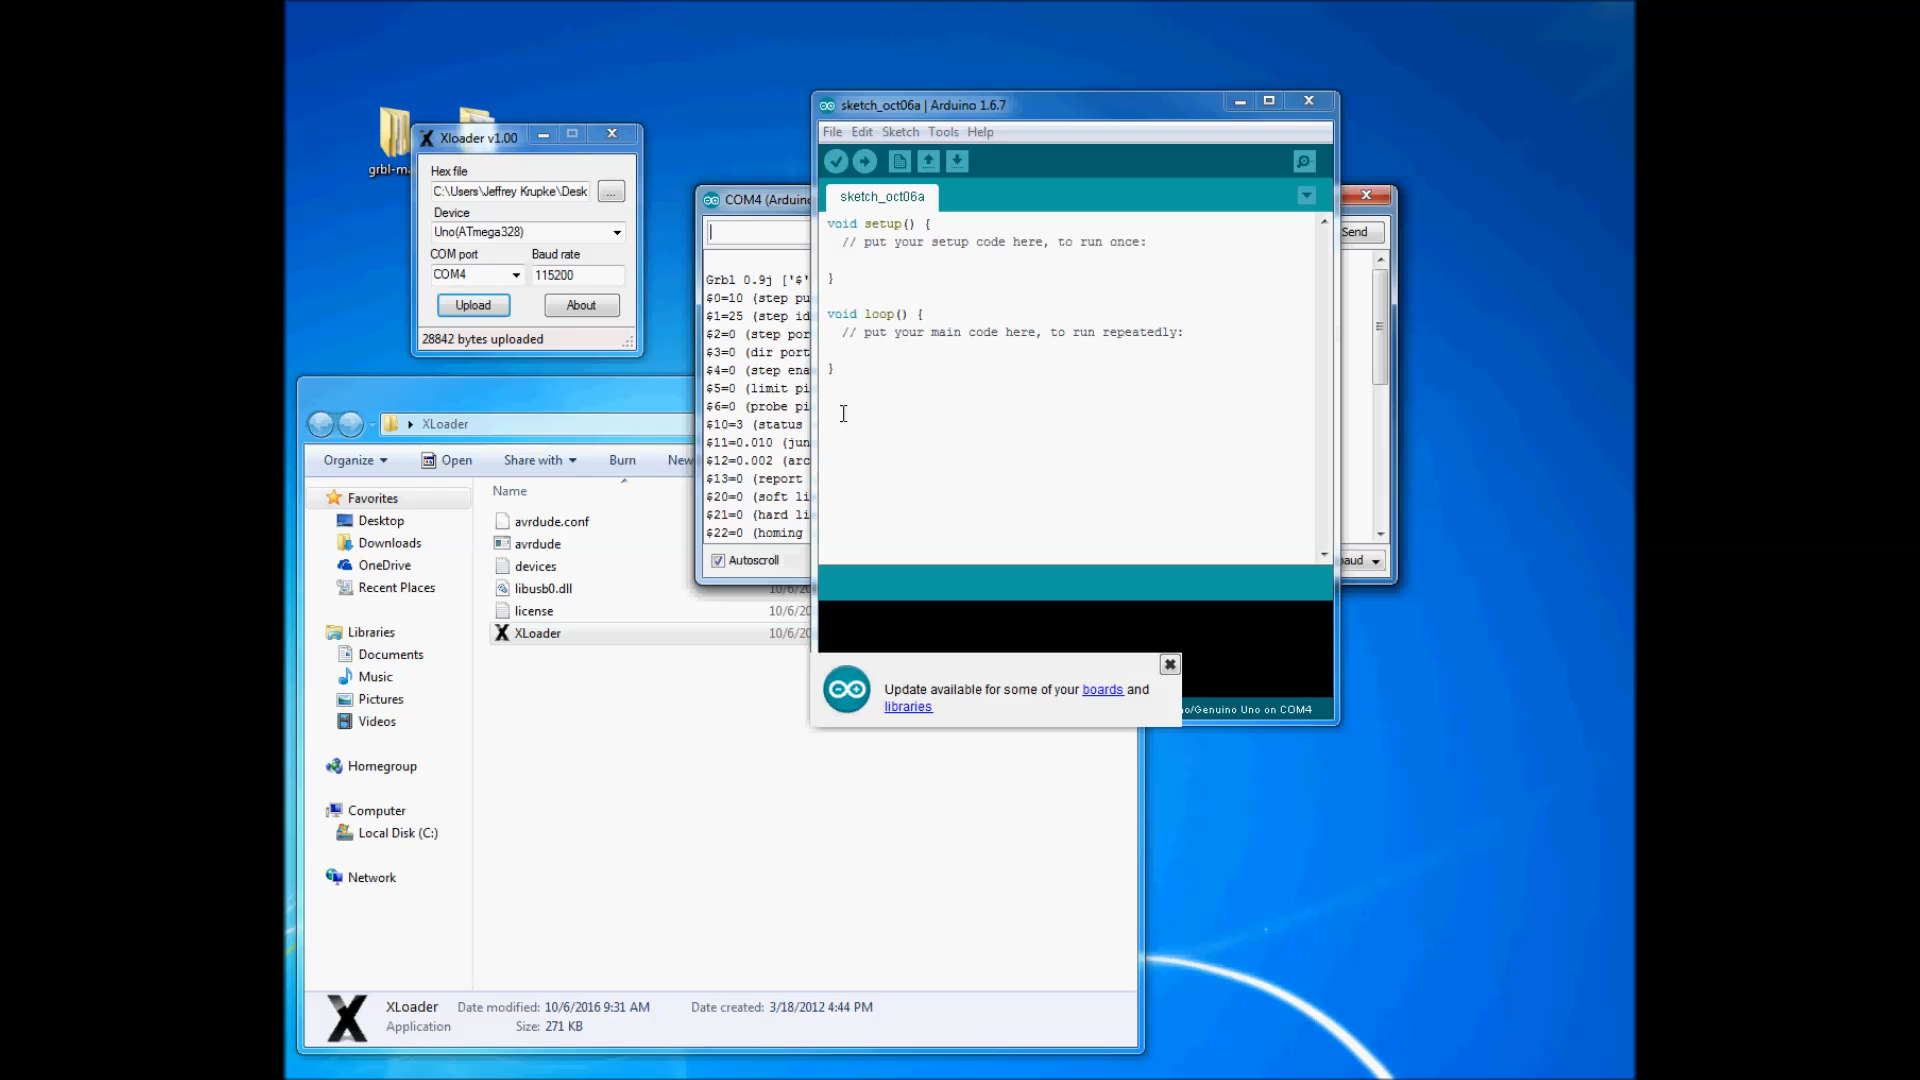 grbl-ma
Xloader v1.00
Hex file
C:\Users\Jeffrey Krupke\Desk
...
Device
Uno(ATmega328)
COM port
Baud rate
COM4
115200
Upload
About
28842 bytes uploaded
sketch_oct06a | Arduino 1.6.7
File Edit Sketch Tools Help
sketch_oct06a
void setup() {
// put your setup code here, to run once:
}
void loop() {
// put your main code here, to run repeatedly:
}
Update available for some of your boards and
libraries
o/Genuino Uno on COM4
COM4 (Arduino
Send
Grbl 0.9j ['$'
$0=10 (step pu
$1=25 (step id
$2=0 (step por
$3=0 (dir port
$4=0 (step ena
$5=0 (limit pi
$6=0 (probe pi
$10=3 (status
$11=0.010 (jun
$12=0.002 (arc
$13=0 (report
$20=0 (soft li
$21=0 (hard li
$22=0 (homing
Autoscroll
baud
XLoader
Organize
Open
Share with
Burn
New
Favorites
Desktop
Downloads
OneDrive
Recent Places
Libraries
Documents
Music
Pictures
Videos
Homegroup
Computer
Local Disk (C:)
Network
Name
avrdude.conf
avrdude
devices
libusb0.dll 10/6/20
license 10/6/20
XLoader 10/6/20
XLoader Date modified: 10/6/2016 9:31 AM Date created: 3/18/2012 4:44 PM
Application Size: 271 KB